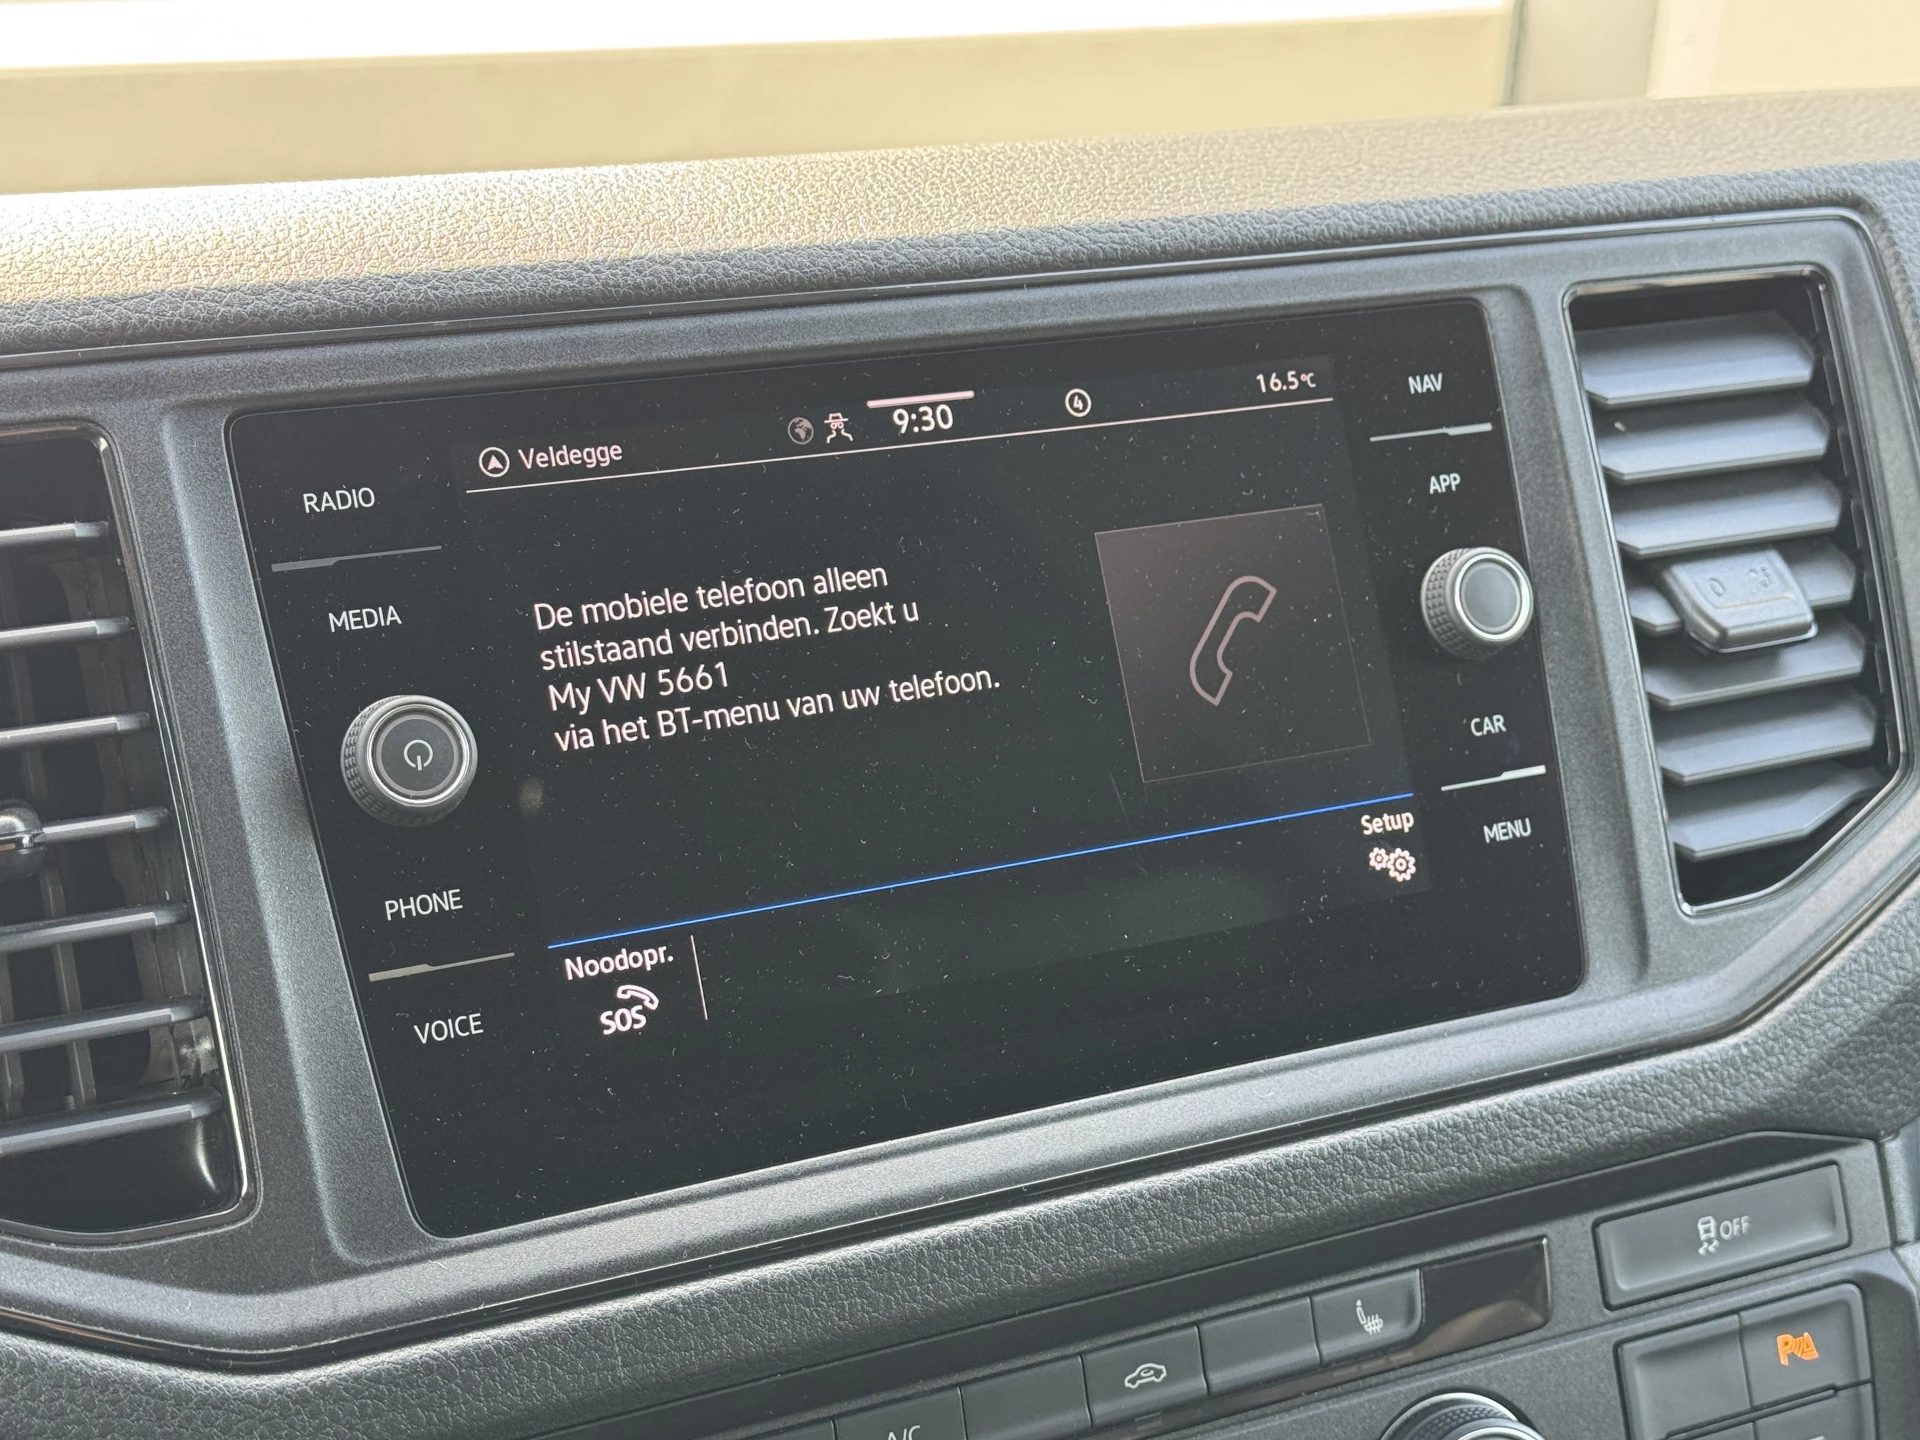 Veldegge
9:30
4
16.5°C
NAV
RADIO
APP
MEDIA
De mobiele telefoon alleen
stilstaand verbinden. Zoekt u
My VW 5661
via het BT-menu van uw telefoon.
CAR
Setup
MENU
PHONE
Noodopr.
SOS
VOICE
OFF
P
A/C